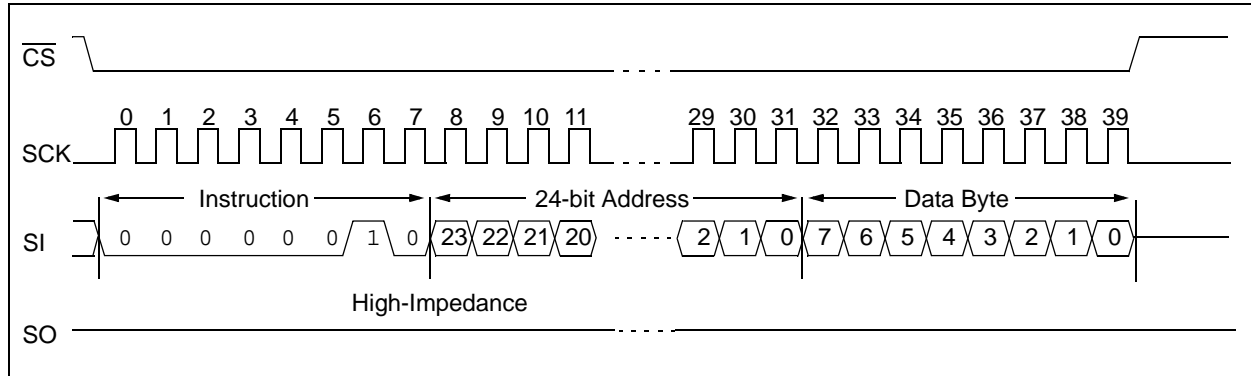 CS
0 1 2 3 4 5 6 7 8 9 10 11 29 30 31 32 33 34 35 36 37 38 39
SCK
Instruction 24-bit Address Data Byte
SI 0 0 0 0 0 0 1 0 23 22 21 20 2 1 0 7 6 5 4 3 2 1 0
High-Impedance
SO